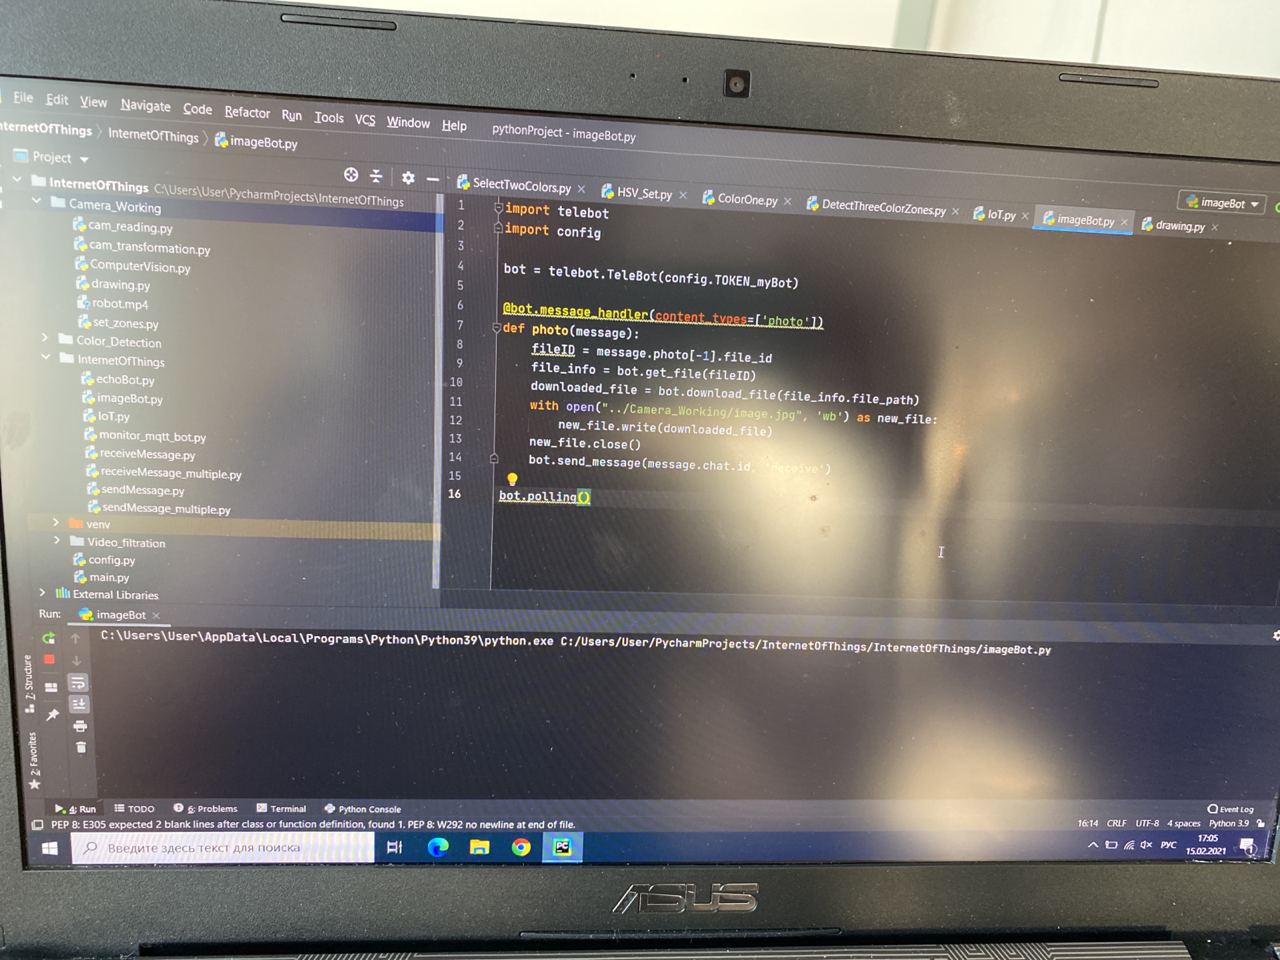 File Edit View Navigate Code Refactor Run Tools VCS Window Help pythonProject - imageBot.py
InternetOfThings imageBot.py
Project
SelectTwoColors.py HSV_Set.py ColorOne.py DetectThreeColorZones.py IoT.py imageBot.py drawing.py
imageBot
InternetOfThings C:\Users\User\PycharmProjects\InternetOfThings
Camera_Working
cam_reading.py
cam_transformation.py
ComputerVision.py
drawing.py
robot.mp4
set_zones.py
Color_Detection
InternetOfThings
echoBot.py
imageBot.py
IoT.py
monitor_mqtt_bot.py
receiveMessage.py
receiveMessage_multiple.py
sendMessage.py
sendMessage_multiple.py
venv
Video_filtration
config.py
main.py
External Libraries
1 import telebot
2 import config
3
4 bot = telebot.TeleBot(config.TOKEN_myBot)
5
6 @bot.message_handler(content_types=['photo'])
7 def photo(message):
8 fileID = message.photo[-1].file_id
9 file_info = bot.get_file(fileID)
10 downloaded_file = bot.download_file(file_info.file_path)
11 with open("../Camera_Working/image.jpg", 'wb') as new_file:
12 new_file.write(downloaded_file)
13 new_file.close()
14 bot.send_message(message.chat.id, 'receive')
15
16 bot.polling()
Run: imageBot
C:\Users\User\AppData\Local\Programs\Python\Python39\python.exe C:/Users/User/PycharmProjects/InternetOfThings/InternetOfThings/imageBot.py
Z: Structure
2: Favorites
4: Run TODO 6: Problems Terminal Python Console Event Log
PEP 8: E305 expected 2 blank lines after class or function definition, found 1. PEP 8: W292 no newline at end of file. 16:14 CRLF UTF-8 4 spaces Python 3.9
Введите здесь текст для поиска
PC
РУС
17:05
15.02.2021
1
ASUS